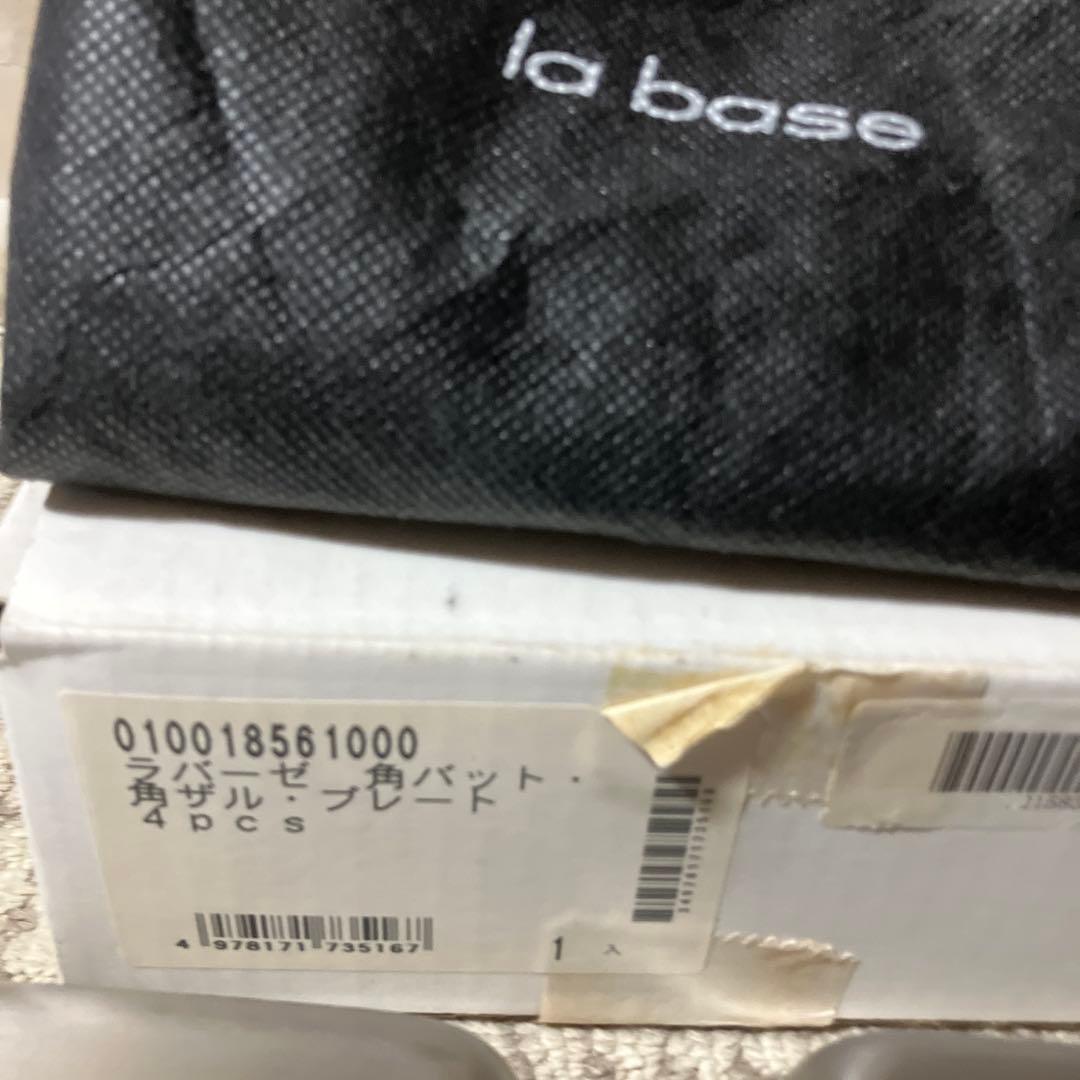 la base
010018561000
ラバーゼ 角バット・
角ザル・プレート
4pcs
4 978171 735167
1 入